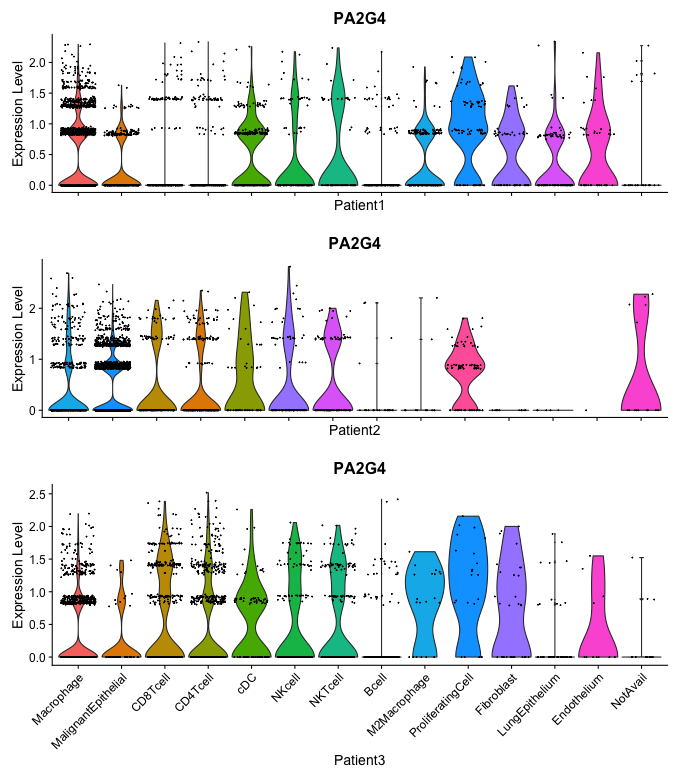 PA2G4
Expression Level
2.0
1.5
1.0
0.5
0.0
Patient1
PA2G4
Expression Level
2
1
0
Patient2
PA2G4
Expression Level
2.5
2.0
1.5
1.0
0.5
0.0
Macrophage
MalignantEpithelial
CD8Tcell
CD4Tcell
cDC
NKcell
NKTcell
Bcell
M2Macrophage
ProliferatingCell
Fibroblast
LungEpithelium
Endothelium
NotAvail
Patient3